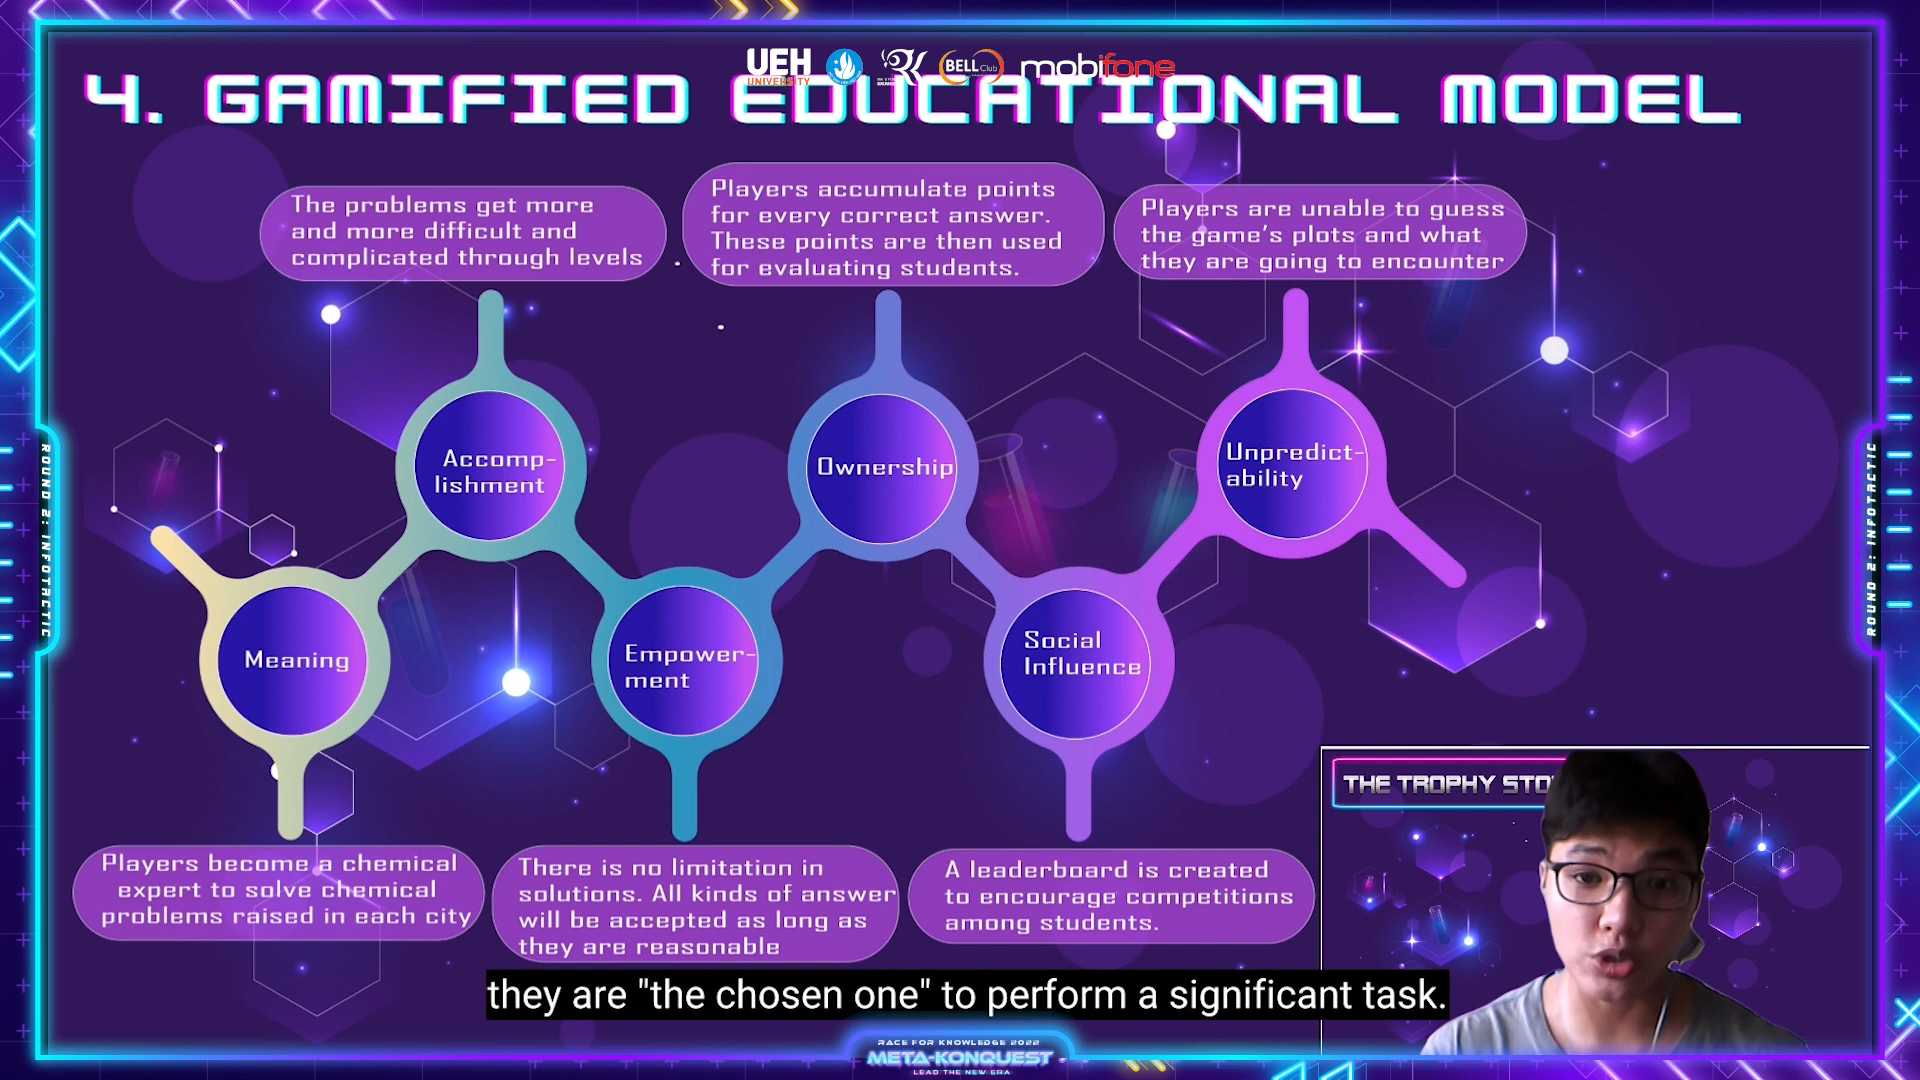 UEH
UNIVERSITY
BELL Club
mobifone
4. GAMIFIED EDUCATIONAL MODEL
The problems get more
and more difficult and
complicated through levels
Players accumulate points
for every correct answer.
These points are then used
for evaluating students.
Players are unable to guess
the game's plots and what
they are going to encounter
Accomp-
lishment
Ownership
Unpredict-
ability
Meaning
Empower-
ment
Social
Influence
Players become a chemical
expert to solve chemical
problems raised in each city
There is no limitation in
solutions. All kinds of answer
will be accepted as long as
they are reasonable
A leaderboard is created
to encourage competitions
among students.
THE TROPHY STO
they are "the chosen one" to perform a significant task.
ROUND 2: INFOTACTIC
ROUND 2: INFOTACTIC
RACE FOR KNOWLEDGE 2022
META-KONQUEST
LEAD THE NEW ERA